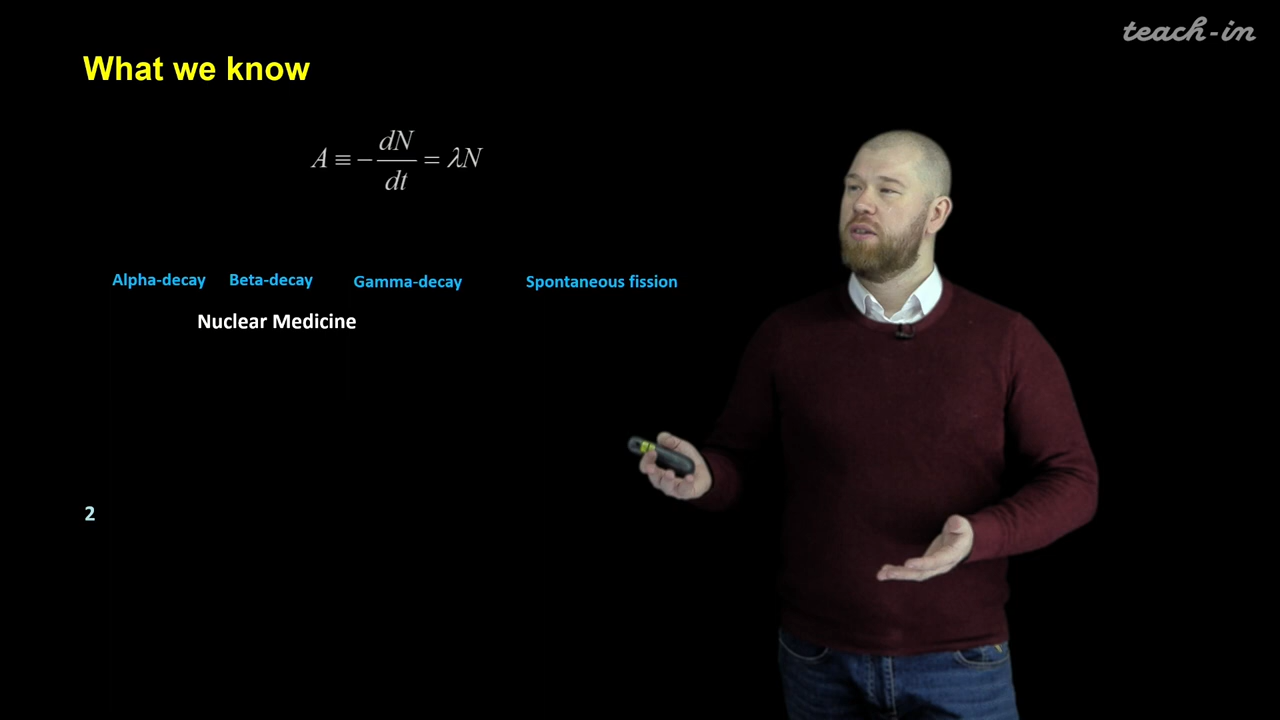 teach-in
What we know
A ≡ − dN/dt = λN
Alpha-decay Beta-decay Gamma-decay Spontaneous fission
Nuclear Medicine
2